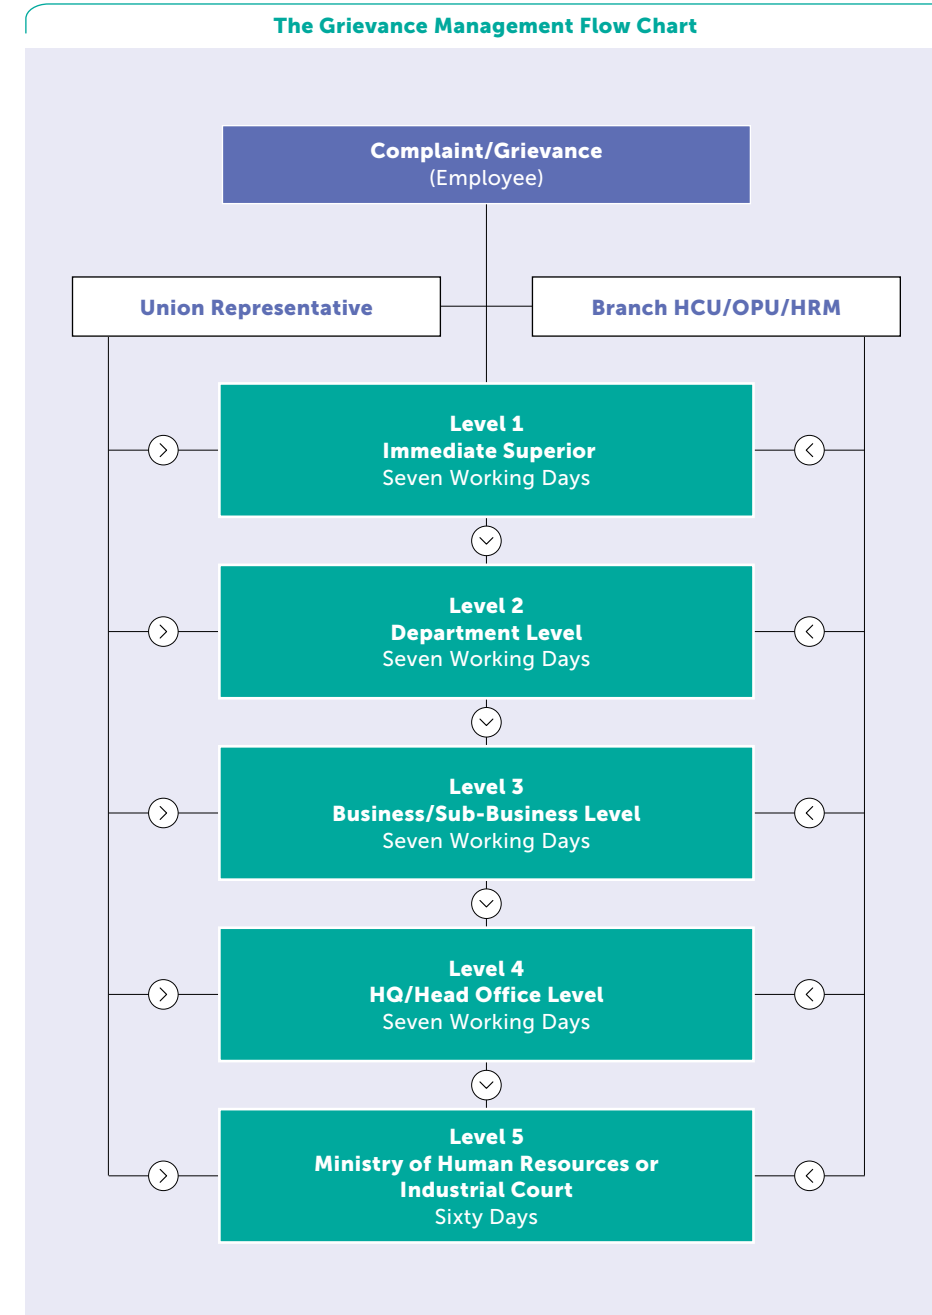 The Grievance Management Flow Chart
Complaint/Grievance
(Employee)
Union Representative
Branch HCU/OPU/HRM
Level 1
Immediate Superior
Seven Working Days
Level 2
Department Level
Seven Working Days
Level 3
Business/Sub-Business Level
Seven Working Days
Level 4
HQ/Head Office Level
Seven Working Days
Level 5
Ministry of Human Resources or
Industrial Court
Sixty Days